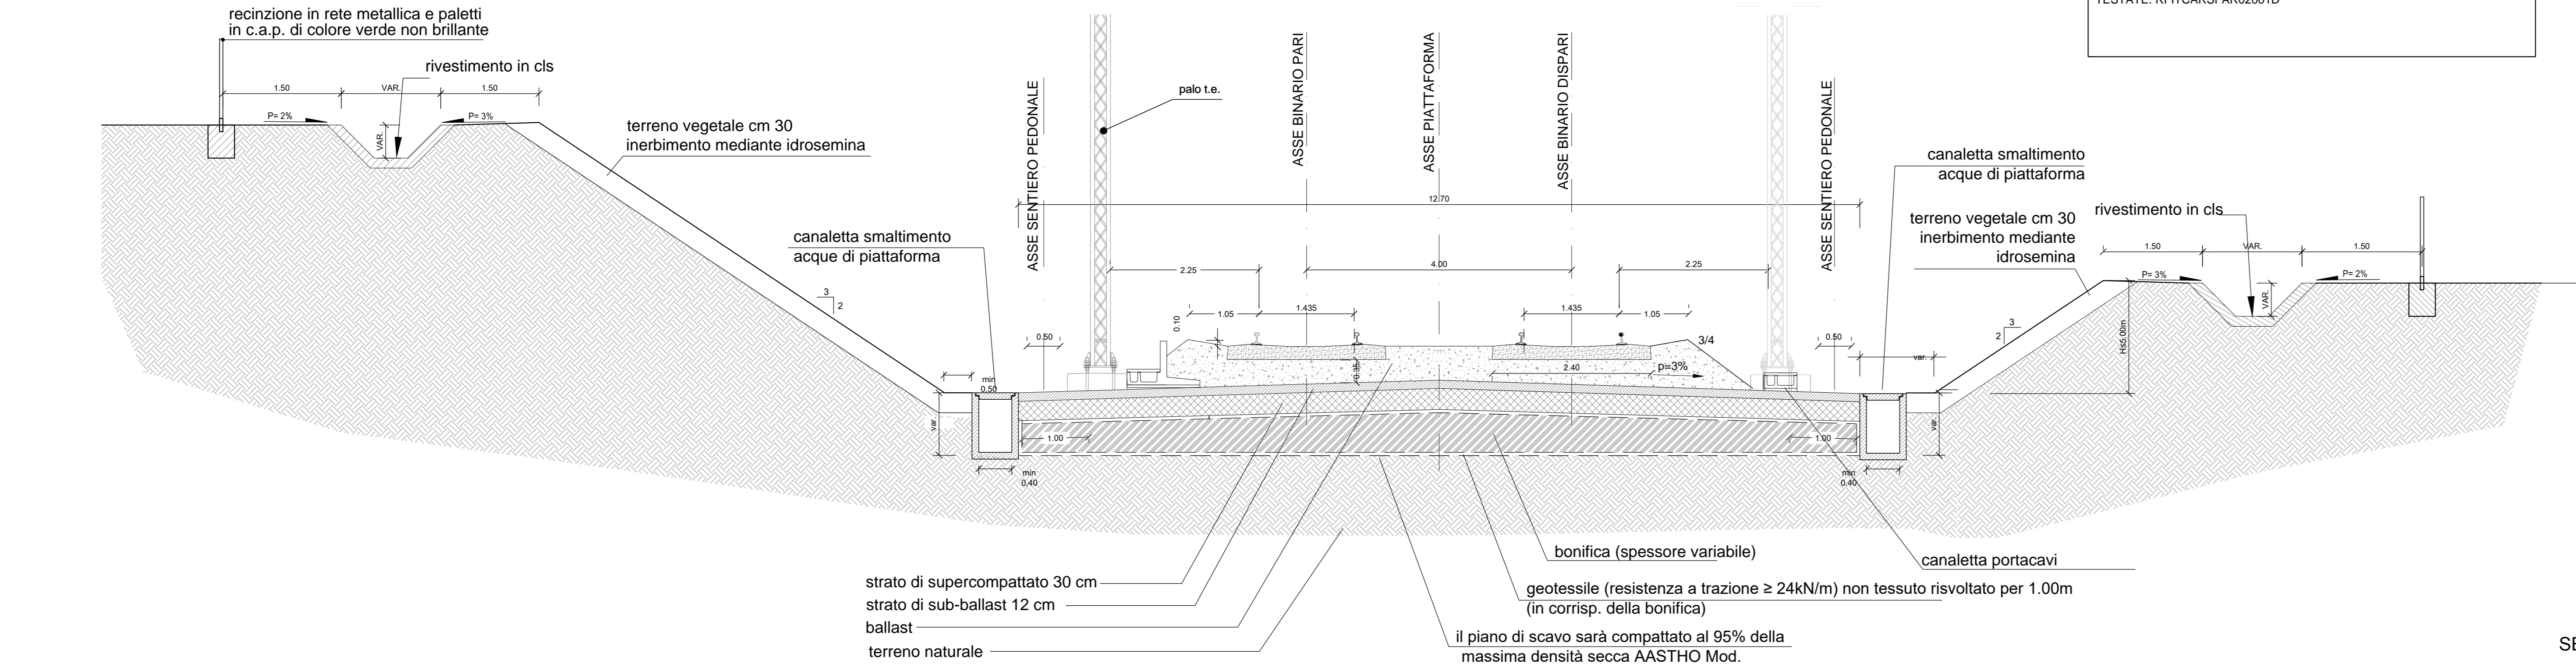 recinzione in rete metallica e paletti
in c.a.p. di colore verde non brillante
rivestimento in cls
1.50
VAR.
1.50
P= 2%
P= 3%
VAR.
terreno vegetale cm 30
inerbimento mediante idrosemina
3
2
canaletta smaltimento
acque di piattaforma
ASSE SENTIERO PEDONALE
palo t.e.
ASSE BINARIO PARI
ASSE PIATTAFORMA
ASSE BINARIO DISPARI
ASSE SENTIERO PEDONALE
12.70
2.25
4.00
2.25
1.05
1.435
1.435
1.05
0.10
0.50
0.50
3/4
0.35
2.40
p=3%
min
0.50
var.
1.00
1.00
min
0.40
min
0.40
var.
var.
canaletta smaltimento
acque di piattaforma
terreno vegetale cm 30
inerbimento mediante
idrosemina
rivestimento in cls
1.50
VAR.
1.50
P= 3%
P= 2%
VAR.
3
2
H≤5.00m
strato di supercompattato 30 cm
strato di sub-ballast 12 cm
ballast
terreno naturale
bonifica (spessore variabile)
canaletta portacavi
geotessile (resistenza a trazione ≥ 24kN/m) non tessuto risvoltato per 1.00m
(in corrisp. della bonifica)
il piano di scavo sarà compattato al 95% della
massima densità secca AASTHO Mod.